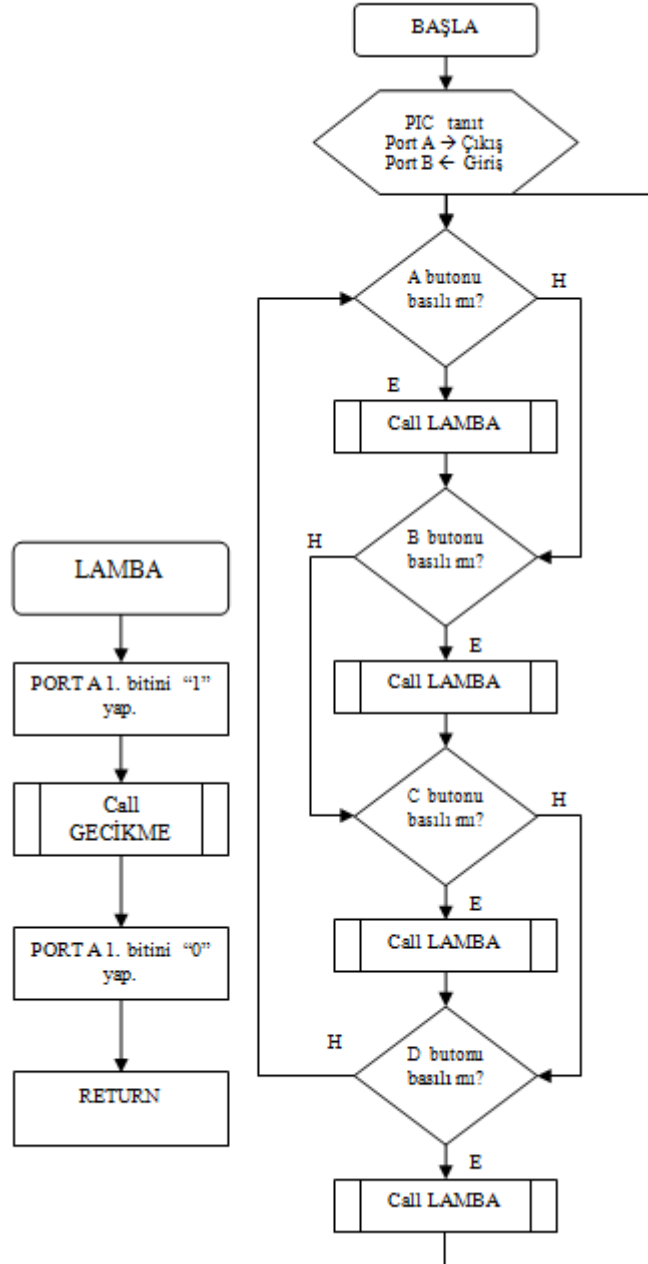 BAŞLA
PIC tanıt
Port A → Çıkış
Port B ← Giriş
A butonu
basılı mı?
H
E
Call LAMBA
B butonu
basılı mı?
H
E
Call LAMBA
C butonu
basılı mı?
H
E
Call LAMBA
D butonu
basılı mı?
H
E
Call LAMBA
LAMBA
PORT A 1. bitini “1”
yap.
Call
GECİKME
PORT A 1. bitini “0”
yap.
RETURN